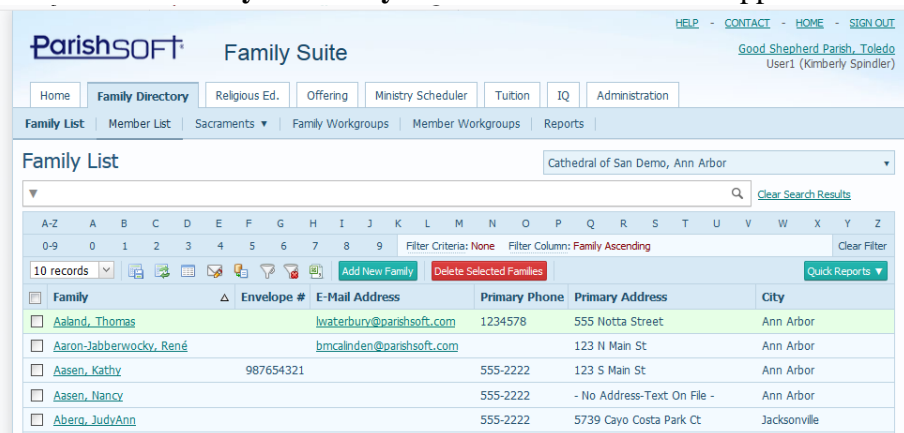 HELP - CONTACT - HOME - SIGN OUT
ParishSOFT Family Suite
Good Shepherd Parish, Toledo
User1 (Kimberly Spindler)
Home Family Directory Religious Ed. Offering Ministry Scheduler Tuition IQ Administration
Family List Member List Sacraments ▼ Family Workgroups Member Workgroups Reports
Family List Cathedral of San Demo, Ann Arbor
Clear Search Results
A-Z A B C D E F G H I J K L M N O P Q R S T U V W X Y Z
0-9 0 1 2 3 4 5 6 7 8 9 Filter Criteria: None Filter Column: Family Ascending Clear Filter
10 records Add New Family Delete Selected Families Quick Reports ▼
Family Envelope # E-Mail Address Primary Phone Primary Address City
Aaland, Thomas lwaterbury@parishsoft.com 1234578 555 Notta Street Ann Arbor
Aaron-Jabberwocky, René bmcalinden@parishsoft.com 123 N Main St Ann Arbor
Aasen, Kathy 987654321 555-2222 123 S Main St Ann Arbor
Aasen, Nancy 555-2222 - No Address-Text On File - Ann Arbor
Aberg, JudyAnn 555-2222 5739 Cayo Costa Park Ct Jacksonville